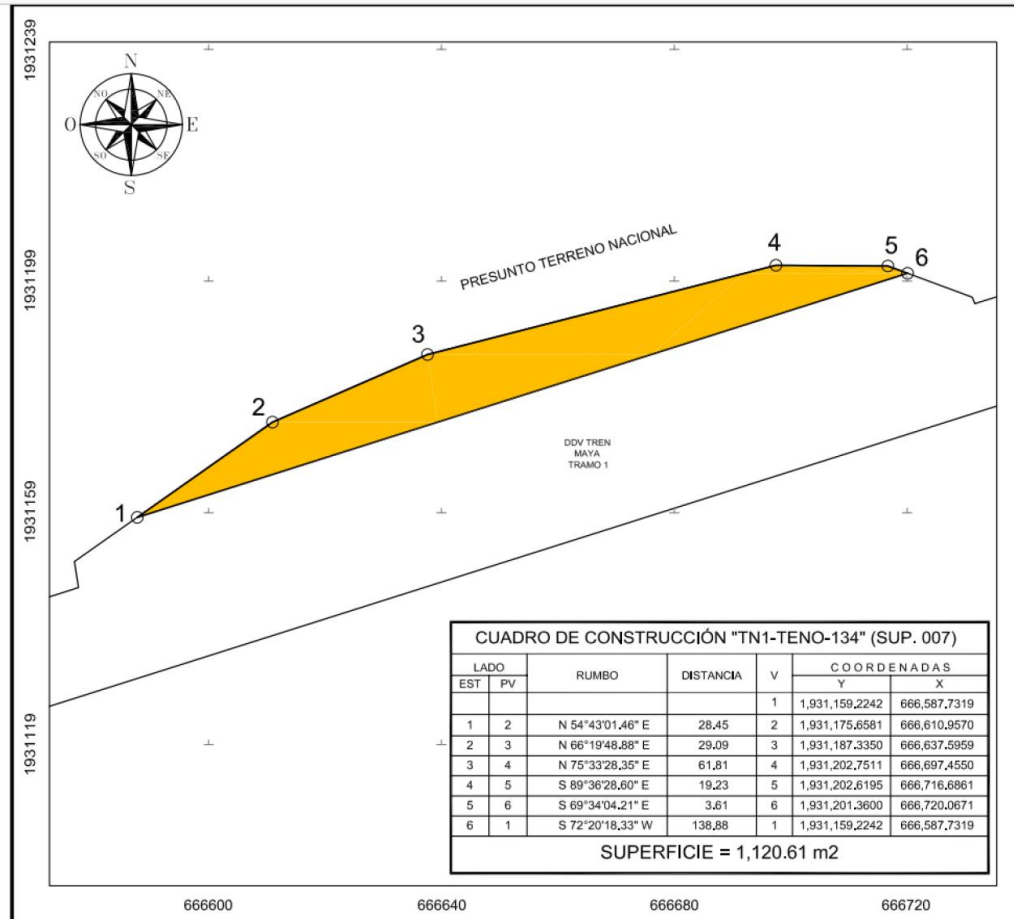 1931239
1931199
1931159
1931119
N
NO NE
O E
SO SE
S
PRESUNTO TERRENO NACIONAL
1
2
3
4
5
6
DDV TREN
MAYA
TRAMO 1
CUADRO DE CONSTRUCCIÓN "TN1-TENO-134" (SUP. 007)
LADO RUMBO DISTANCIA V COORDENADAS
EST PV Y X
1 1,931,159.2242 666,587.7319
1 2 N 54°43'01.46" E 28.45 2 1,931,175.6581 666,610.9570
2 3 N 66°19'48.88" E 29.09 3 1,931,187.3350 666,637.5959
3 4 N 75°33'28.35" E 61.81 4 1,931,202.7511 666,697.4550
4 5 S 89°36'28.60" E 19.23 5 1,931,202.6195 666,716.6861
5 6 S 69°34'04.21" E 3.61 6 1,931,201.3600 666,720.0671
6 1 S 72°20'18.33" W 138.88 1 1,931,159.2242 666,587.7319
SUPERFICIE = 1,120.61 m2
666600 666640 666680 666720